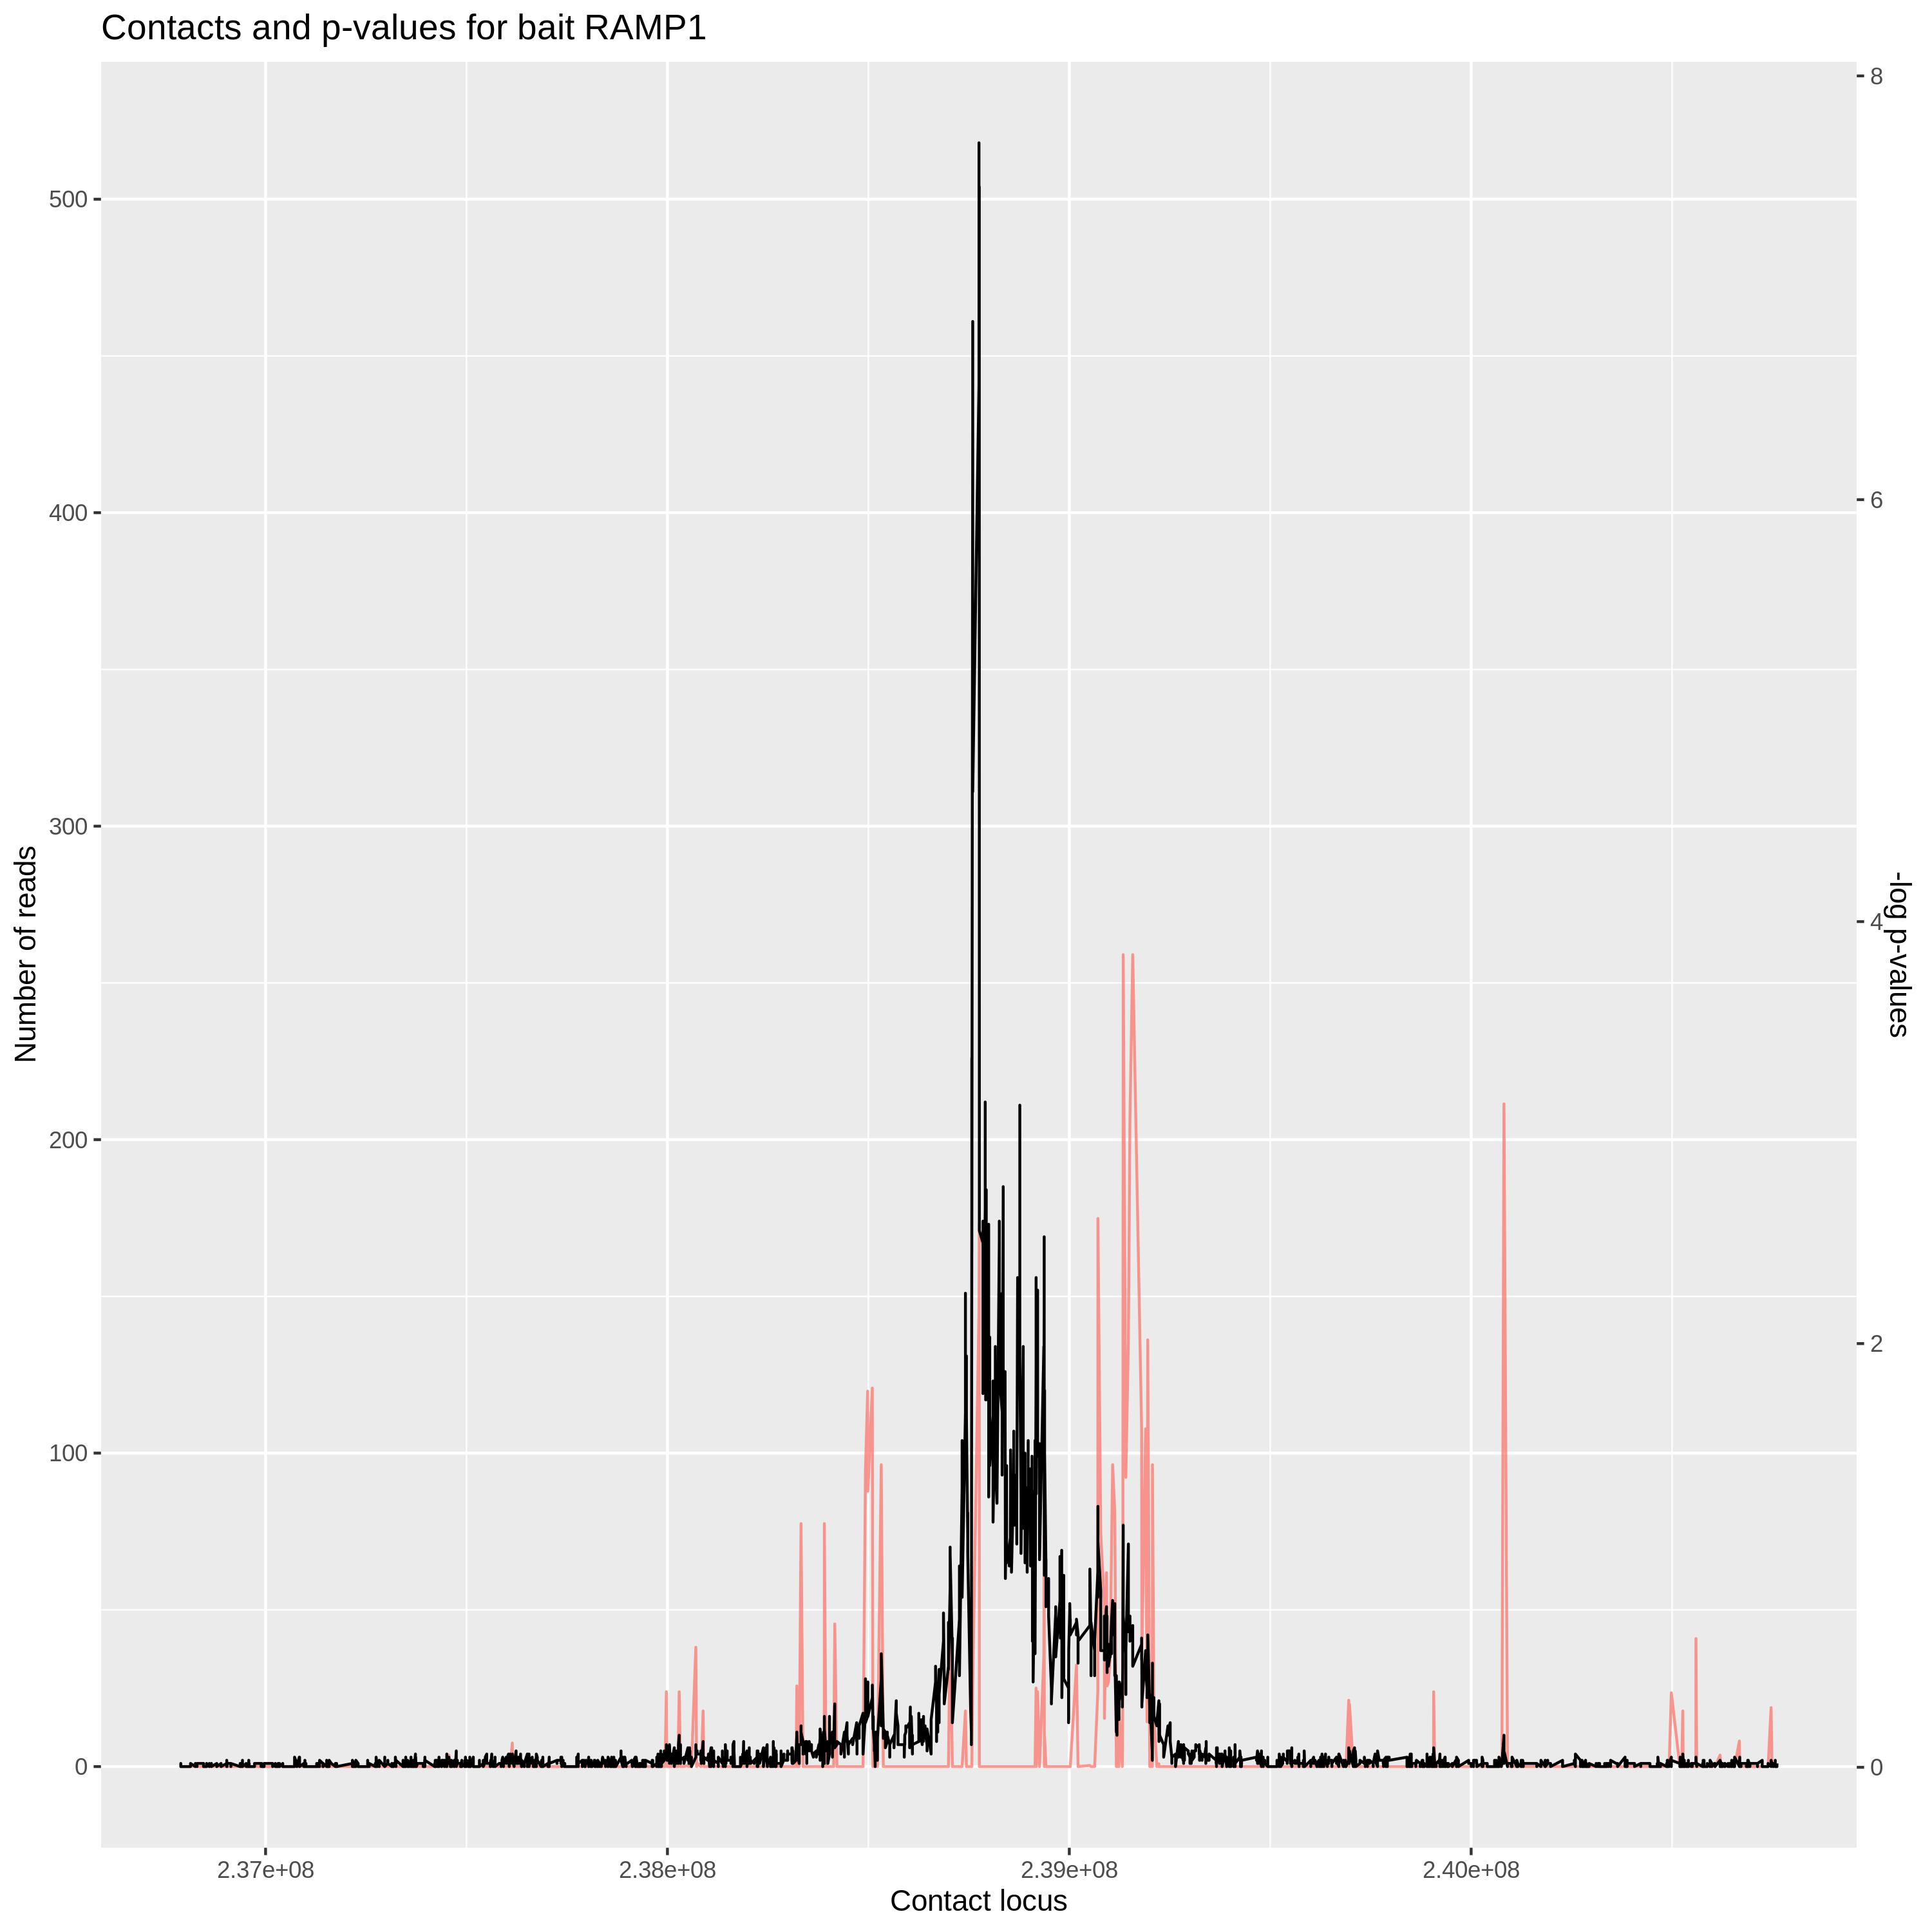 Contacts and p-values for bait RAMP1
8
500
6
400
300
Number of reads
-log p-values
4
200
2
100
0
0
2.37e+08 2.38e+08 2.39e+08 2.40e+08
Contact locus